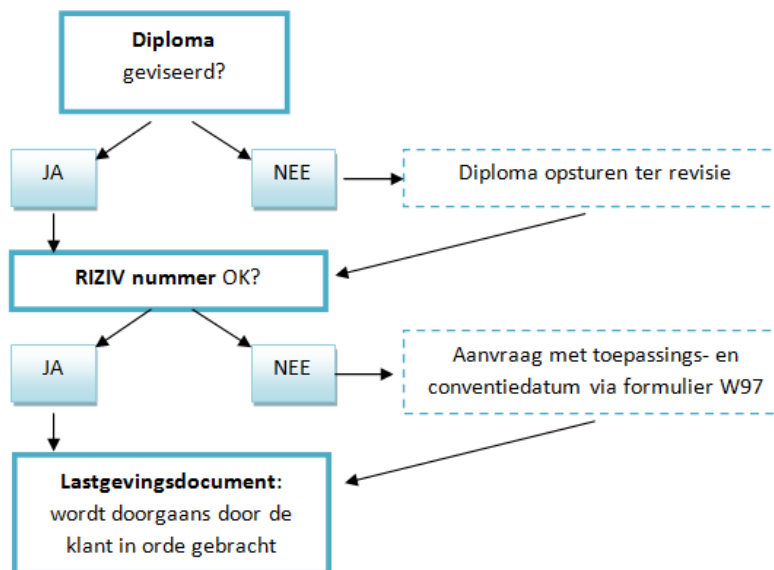 Diploma
geviseerd?
JA
NEE
Diploma opsturen ter revisie
RIZIV nummer OK?
JA
NEE
Aanvraag met toepassings- en
conventiedatum via formulier W97
Lastgevingsdocument:
wordt doorgaans door de
klant in orde gebracht